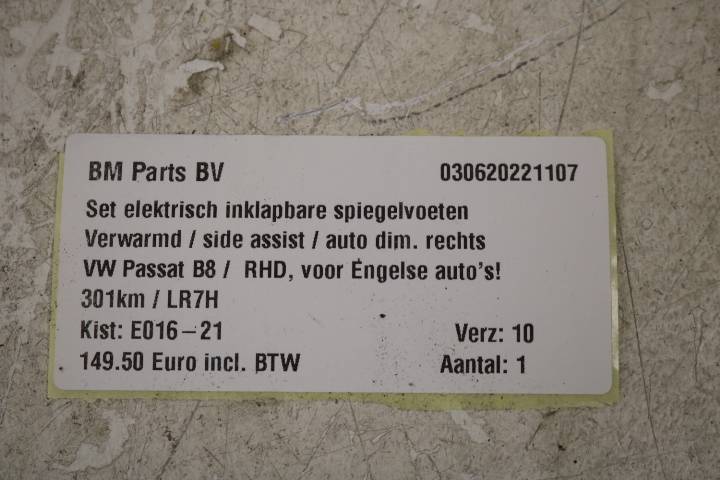 BM Parts BV 030620221107
Set elektrisch inklapbare spiegelvoeten
Verwarmd / side assist / auto dim. rechts
VW Passat B8 / RHD, voor Engelse auto's!
301km / LR7H
Kist: E016-21 Verz: 10
149.50 Euro incl. BTW Aantal: 1